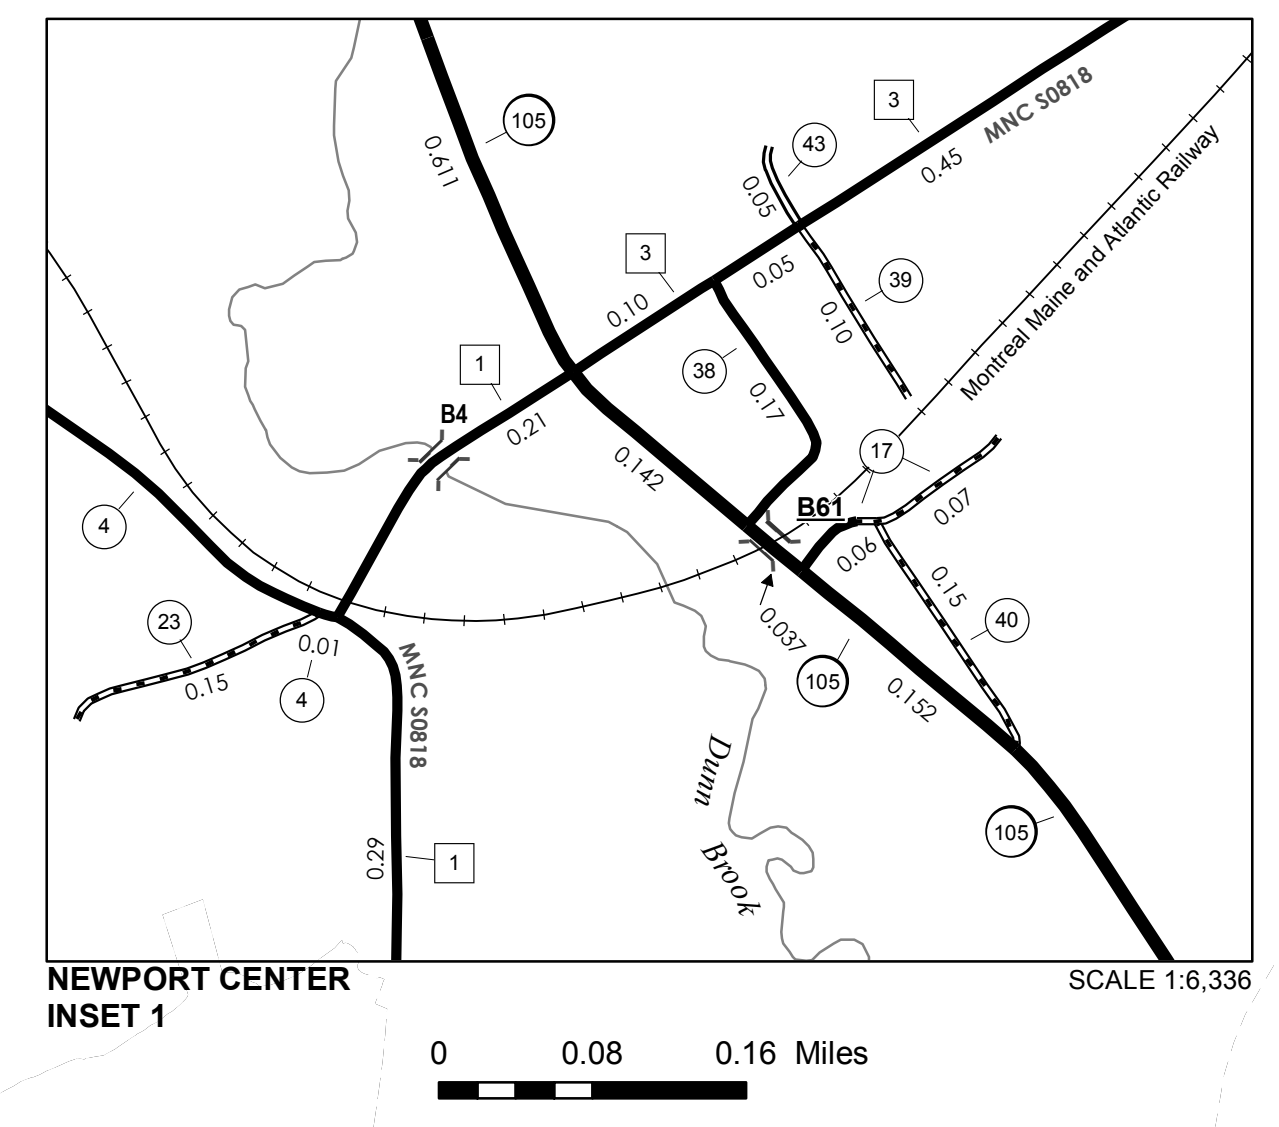 105
3
MNC S0818
43
0.611
0.45
0.05
Montreal Maine and Atlantic Railway
3
0.05
39
0.10
0.10
1
38
0.17
B4
0.21
0.142
17
B61
0.07
4
0.06
0.15
23
0.01
0.037
40
0.15
4
MNC S0818
105
0.152
Dunn
Brook
105
0.29
1
NEWPORT CENTER
INSET 1
SCALE 1:6,336
0 0.08 0.16 Miles